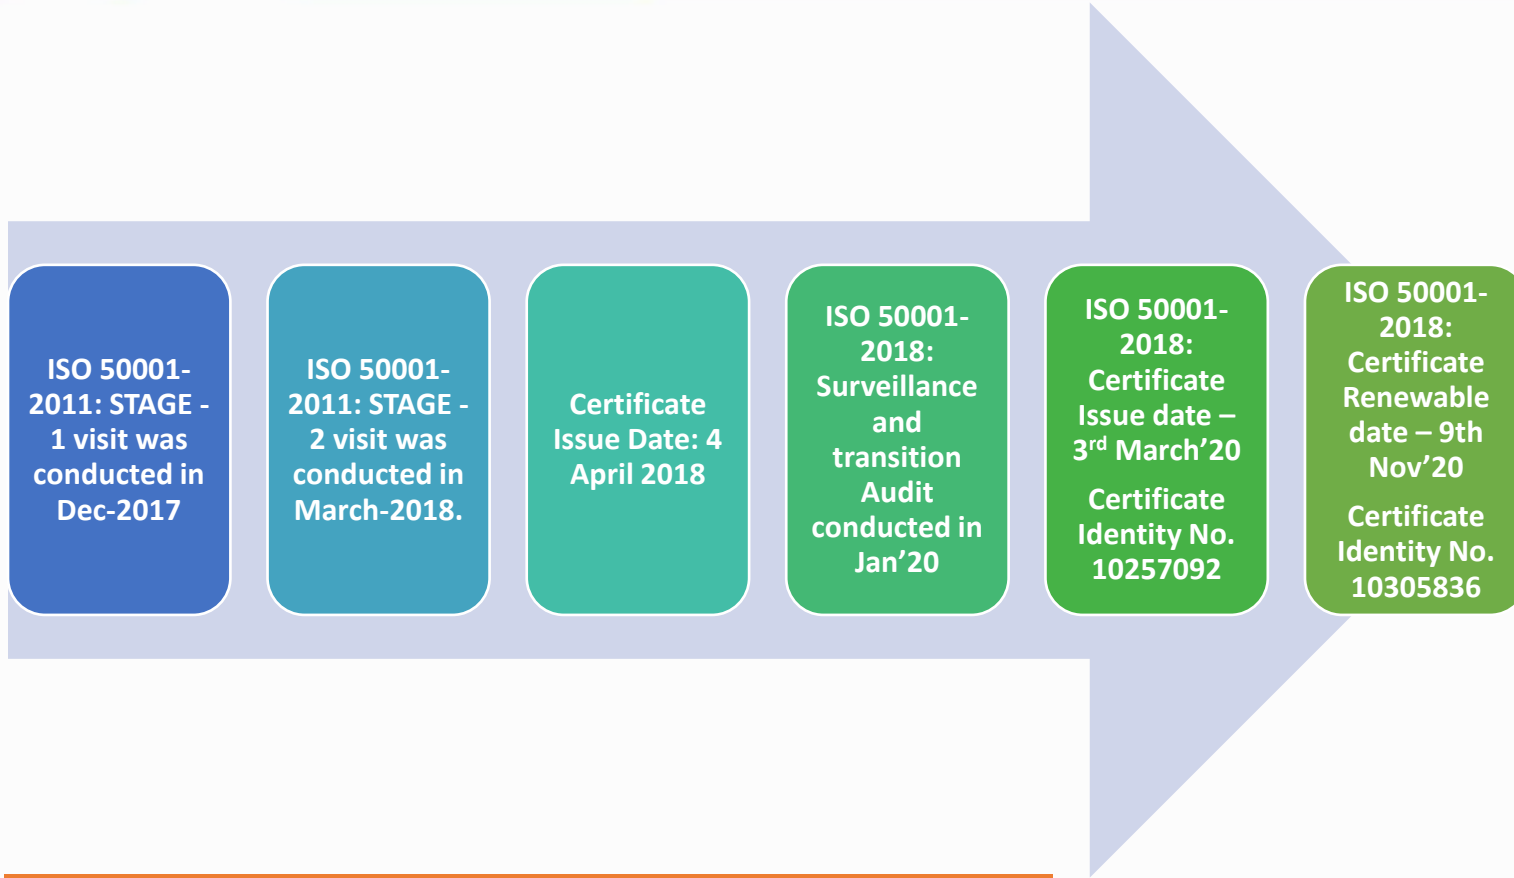 ISO 50001-
2011: STAGE -
1 visit was
conducted in
Dec-2017
ISO 50001-
2011: STAGE -
2 visit was
conducted in
March-2018.
Certificate
Issue Date: 4
April 2018
ISO 50001-
2018:
Surveillance
and
transition
Audit
conducted in
Jan’20
ISO 50001-
2018:
Certificate
Issue date –
3rd March’20
Certificate
Identity No.
10257092
ISO 50001-
2018:
Certificate
Renewable
date – 9th
Nov’20
Certificate
Identity No.
10305836